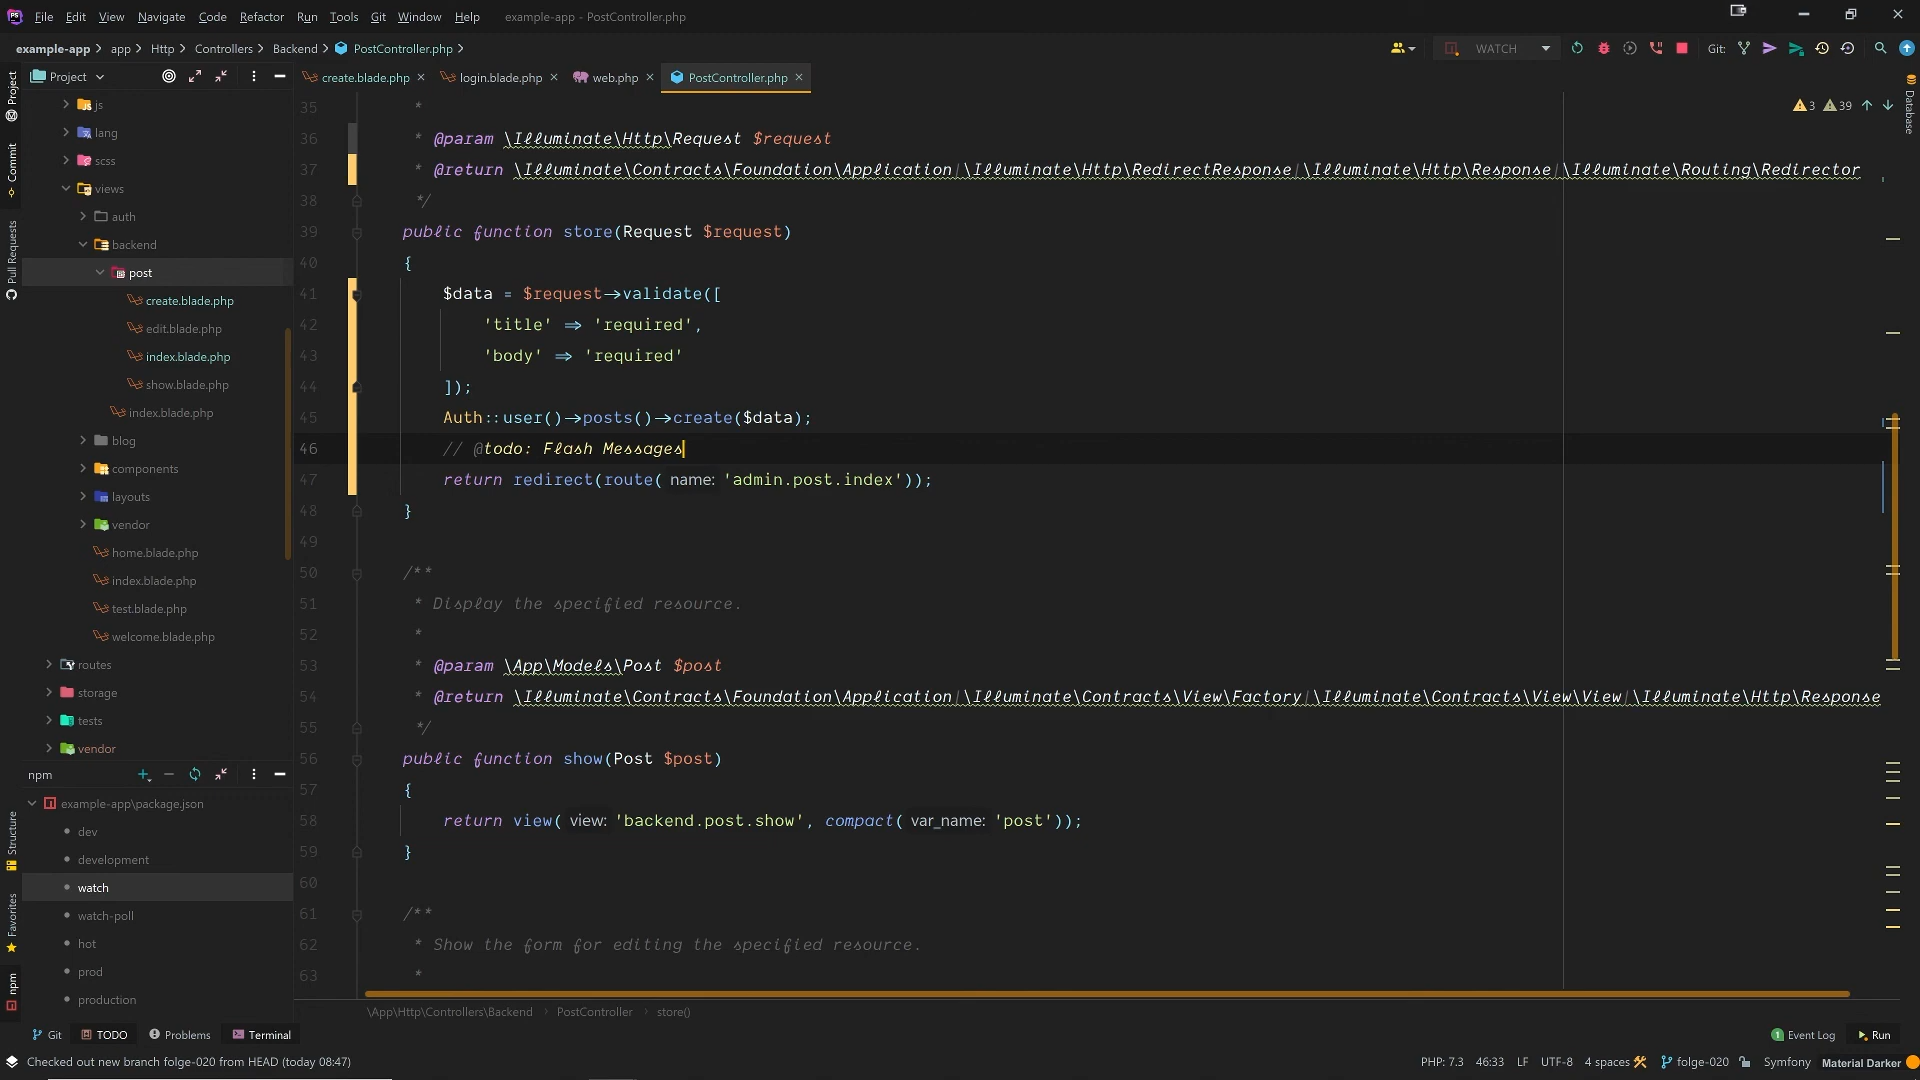 File Edit View Navigate Code Refactor Run Tools Git Window Help example-app - PostController.php
example-app app Http Controllers Backend PostController.php WATCH Git:
Project
create.blade.php login.blade.php web.php PostController.php
js
lang
scss
views
auth
backend
post
create.blade.php
edit.blade.php
index.blade.php
show.blade.php
index.blade.php
blog
components
layouts
vendor
home.blade.php
index.blade.php
test.blade.php
welcome.blade.php
routes
storage
tests
vendor
npm
example-app\package.json
dev
development
watch
watch-poll
hot
prod
production
Project
Commit
Pull Requests
Structure
Favorites
npm
Database
3 39
35 *
36 * @param \Illuminate\Http\Request $request
37 * @return \Illuminate\Contracts\Foundation\Application|\Illuminate\Http\RedirectResponse|\Illuminate\Http\Response|\Illuminate\Routing\Redirector
38 */
39 public function store(Request $request)
40 {
41 $data = $request->validate([
42 'title' => 'required',
43 'body' => 'required'
44 ]);
45 Auth::user()->posts()->create($data);
46 // @todo: Flash Messages
47 return redirect(route( name: 'admin.post.index'));
48 }
49
50 /**
51 * Display the specified resource.
52 *
53 * @param \App\Models\Post $post
54 * @return \Illuminate\Contracts\Foundation\Application|\Illuminate\Contracts\View\Factory|\Illuminate\Contracts\View\View|\Illuminate\Http\Response
55 */
56 public function show(Post $post)
57 {
58 return view( view: 'backend.post.show', compact( var_name: 'post'));
59 }
60
61 /**
62 * Show the form for editing the specified resource.
63 *
\App\Http\Controllers\Backend PostController store()
Git TODO Problems Terminal 1 Event Log Run
Checked out new branch folge-020 from HEAD (today 08:47) PHP: 7.3 46:33 LF UTF-8 4 spaces folge-020 Symfony Material Darker